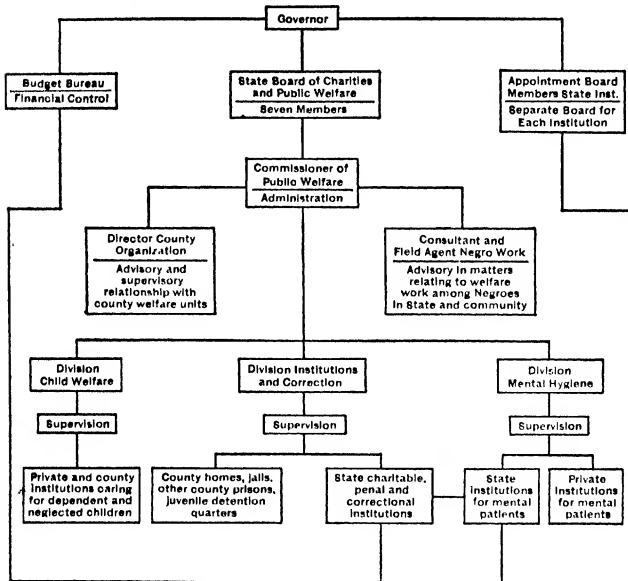 Governor
Budget Bureau
Financial Control
State Board of Charities
and Public Welfare
Seven Members
Appointment Board
Members State Inst.
Separate Board for
Each Institution
Commissioner of
Public Welfare
Administration
Director County
Organization
Advisory and
supervisory
relationship with
county welfare units
Consultant and
Field Agent Negro Work
Advisory in matters
relating to welfare
work among Negroes
in State and community
Division
Child Welfare
Division Institutions
and Correction
Division
Mental Hygiene
Supervision
Supervision
Supervision
Private and county
institutions caring
for dependent and
neglected children
County homes, jails,
other county prisons,
juvenile detention
quarters
State charitable,
penal and
correctional
institutions
State
institutions
for mental
patients
Private
institutions
for mental
patients